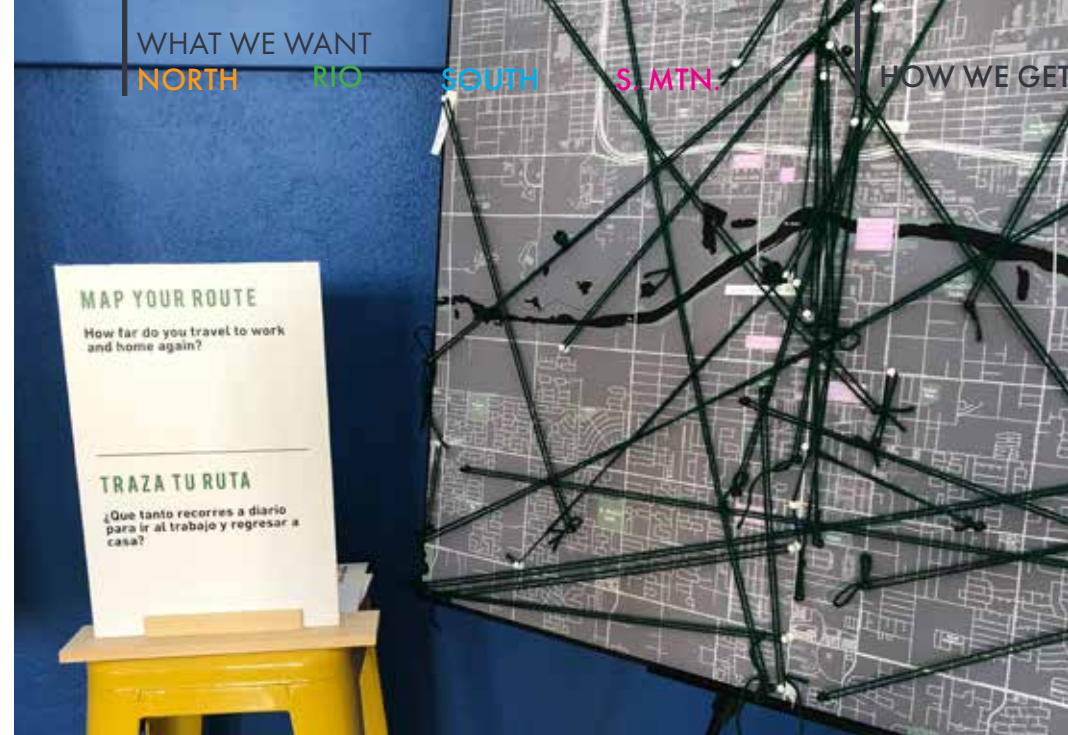 WHAT WE WANT
NORTH RIO SOUTH S. MTN. HOW WE GET
MAP YOUR ROUTE
How far do you travel to work
and home again?
TRAZA TU RUTA
¿Que tanto recorres a diario
para ir al trabajo y regresar a
casa?